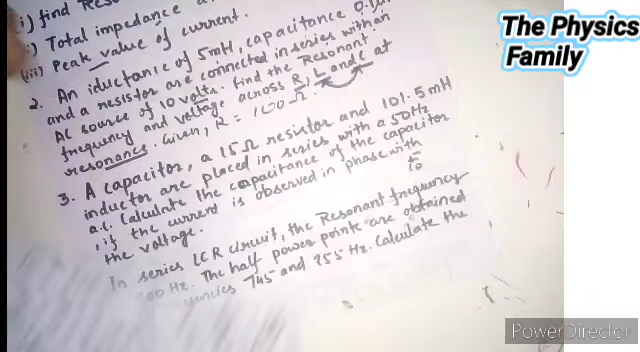 i) find Res
i) Total impedance a
(iii) Peak value of current.
2. An iductance of 5mH, capacitance 0.1μ
and a resistor are connected in series with an
AC source of 10 volts. Find the Resonant
frequency and voltage across R, L and C at
resonance. Given, R = 100 Ω.
3. A capacitor, a 15 Ω resistor and 101.5 mH
inductor are placed in series with a 50Hz
a.c. Calculate the capacitance of the capacitor
, if the current is observed in phase with
the voltage.
In series LCR circuit, the Resonant frequency
Hz. The half power points are obtained
745 and 855 Hz. Calculate the
The Physics
Family
PowerDirector